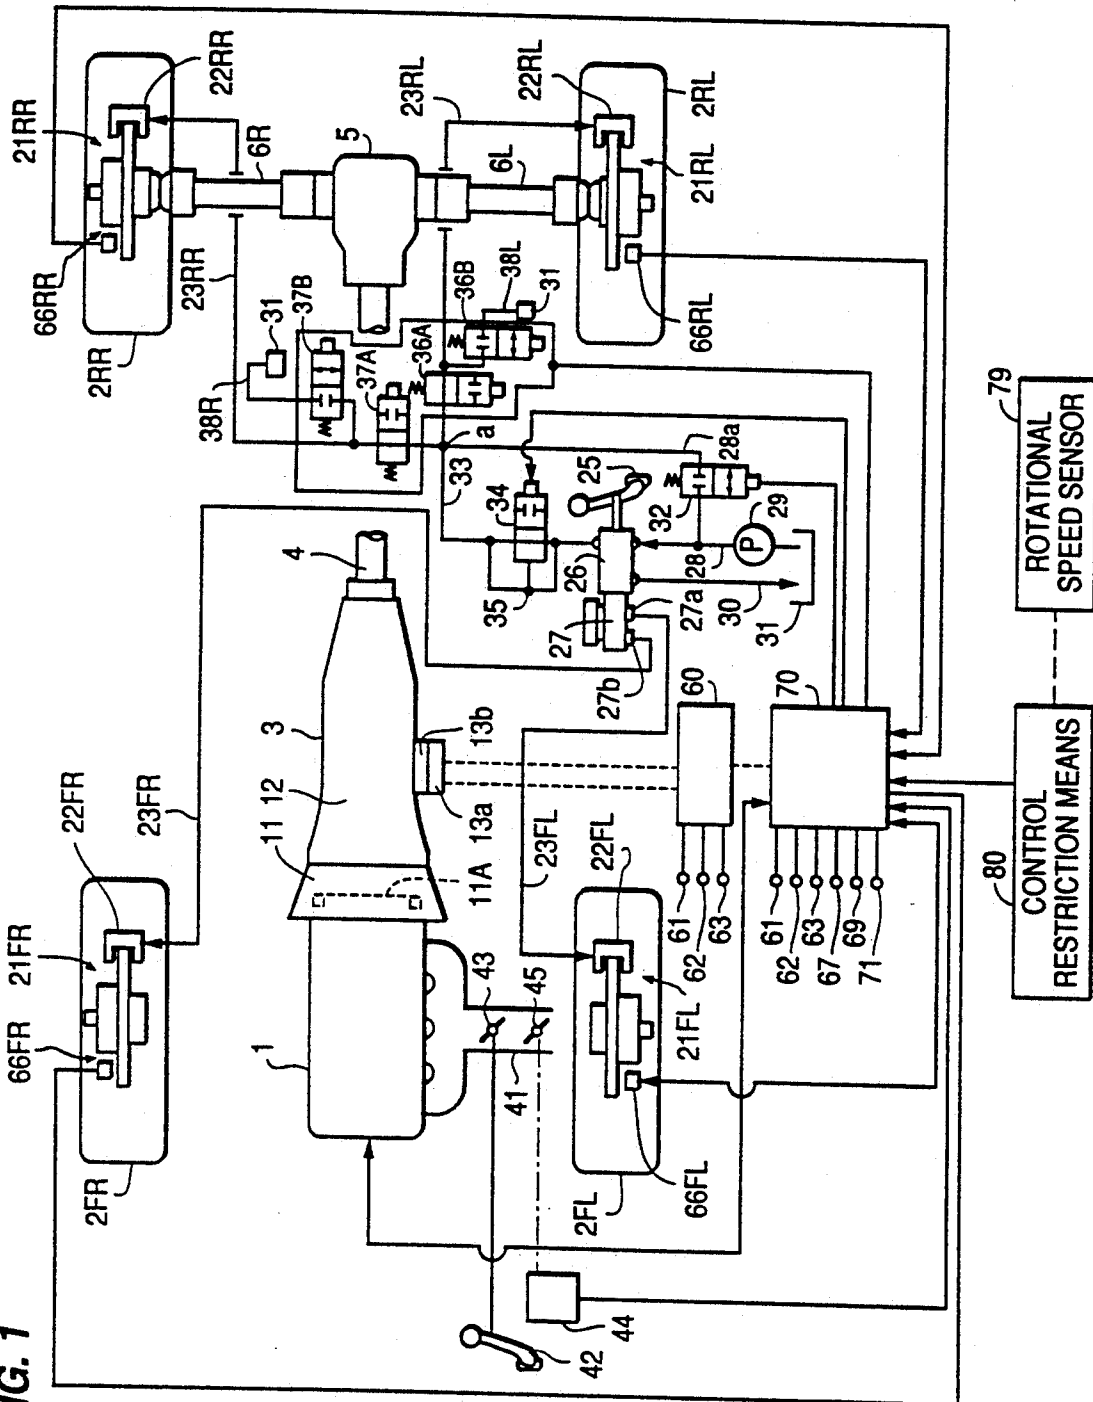 FIG. 1
21RR
22RR
66RR
2RR
23RR
6R
5
23RL
22RL
6L
2RL
21RL
66RL
38R
31
37B
37A
36A
36B
38L
31
a
33
34
35
28a
25
32
29
P
28
26
30
31
27
27a
27b
4
3
12
11
11A
13b
13a
23FR
22FR
21FR
66FR
2FR
1
43
45
41
42
44
23FL
22FL
21FL
66FL
2FL
60
61
62
63
70
61
62
63
67
69
71
79
ROTATIONAL
SPEED SENSOR
80
CONTROL
RESTRICTION MEANS